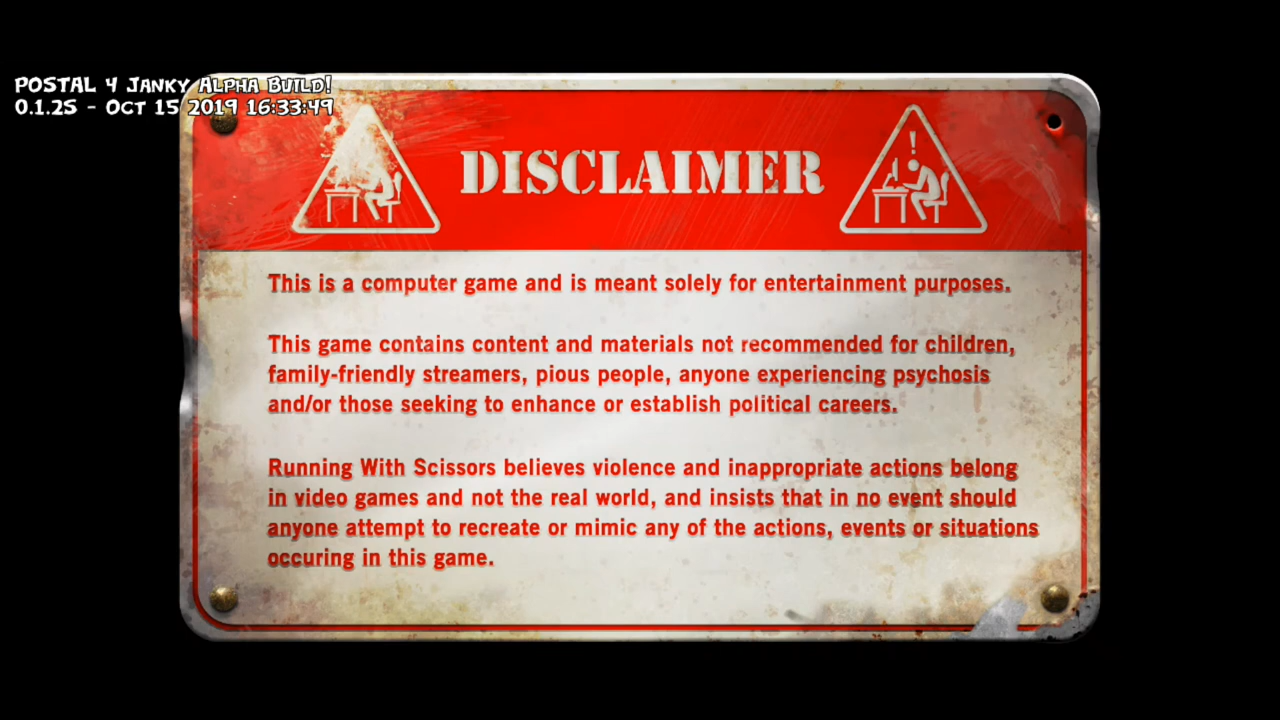 POSTAL 4 JANKY ALPHA BUILD!
0.1.2S - OCT 15 2019 16:33:49
DISCLAIMER
!
This is a computer game and is meant solely for entertainment purposes.
This game contains content and materials not recommended for children,
family-friendly streamers, pious people, anyone experiencing psychosis
and/or those seeking to enhance or establish political careers.
Running With Scissors believes violence and inappropriate actions belong
in video games and not the real world, and insists that in no event should
anyone attempt to recreate or mimic any of the actions, events or situations
occuring in this game.